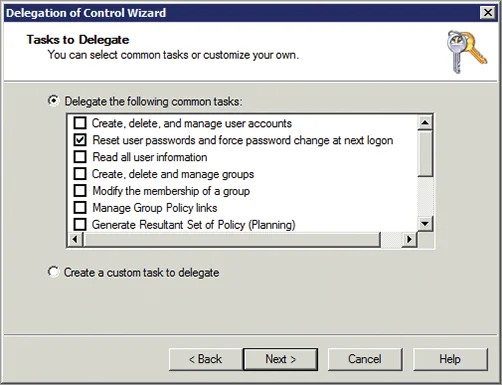 Delegation of Control Wizard
Tasks to Delegate
You can select common tasks or customize your own.
Delegate the following common tasks:
Create, delete, and manage user accounts
Reset user passwords and force password change at next logon
Read all user information
Create, delete and manage groups
Modify the membership of a group
Manage Group Policy links
Generate Resultant Set of Policy (Planning)
Create a custom task to delegate
< Back Next > Cancel Help